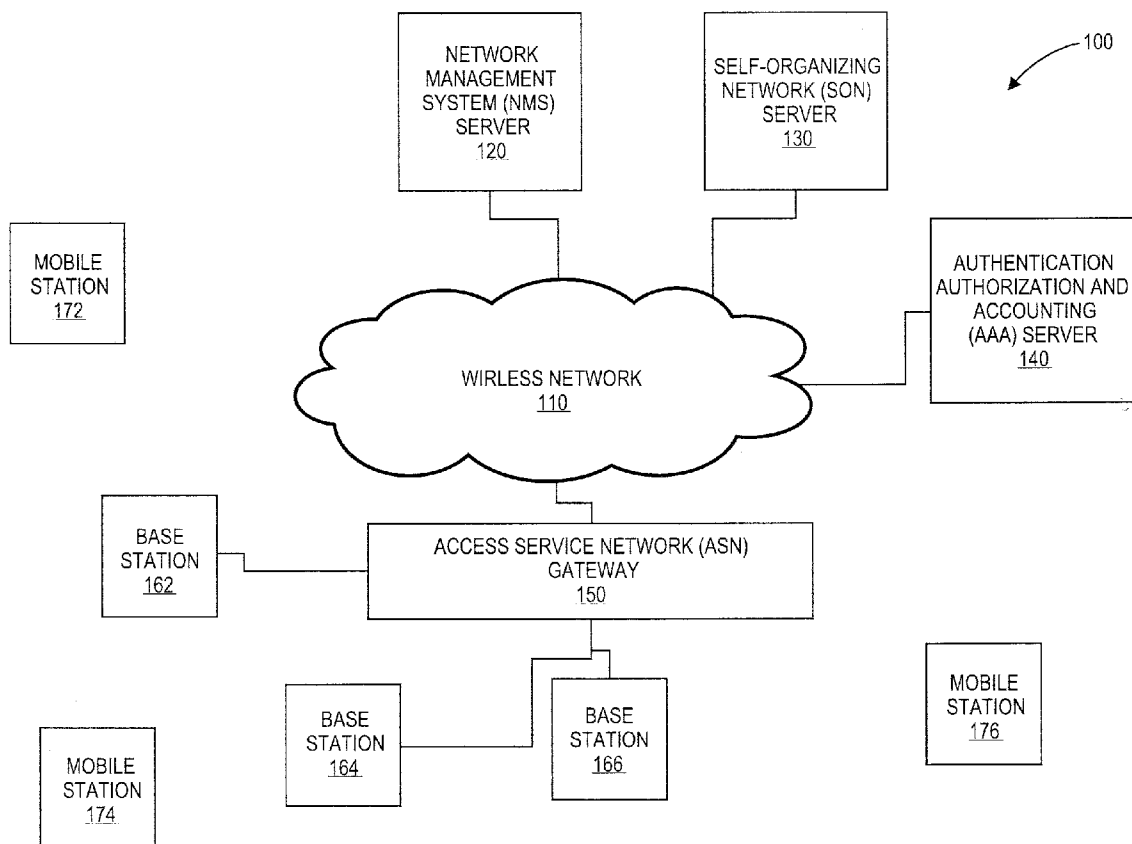 NETWORK
MANAGEMENT
SYSTEM (NMS)
SERVER
120
SELF-ORGANIZING
NETWORK (SON)
SERVER
130
100
MOBILE
STATION
172
AUTHENTICATION
AUTHORIZATION AND
ACCOUNTING
(AAA) SERVER
140
WIRLESS NETWORK
110
BASE
STATION
162
ACCESS SERVICE NETWORK (ASN)
GATEWAY
150
BASE
STATION
164
BASE
STATION
166
MOBILE
STATION
176
MOBILE
STATION
174